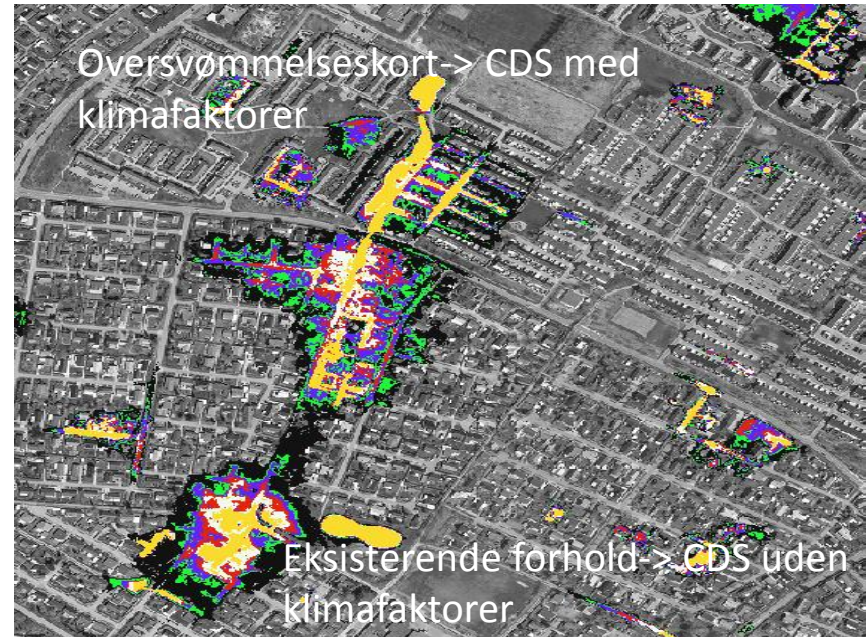 Oversvømmelseskort-> CDS med
klimafaktorer
Eksisterende forhold-> CDS uden
klimafaktorer